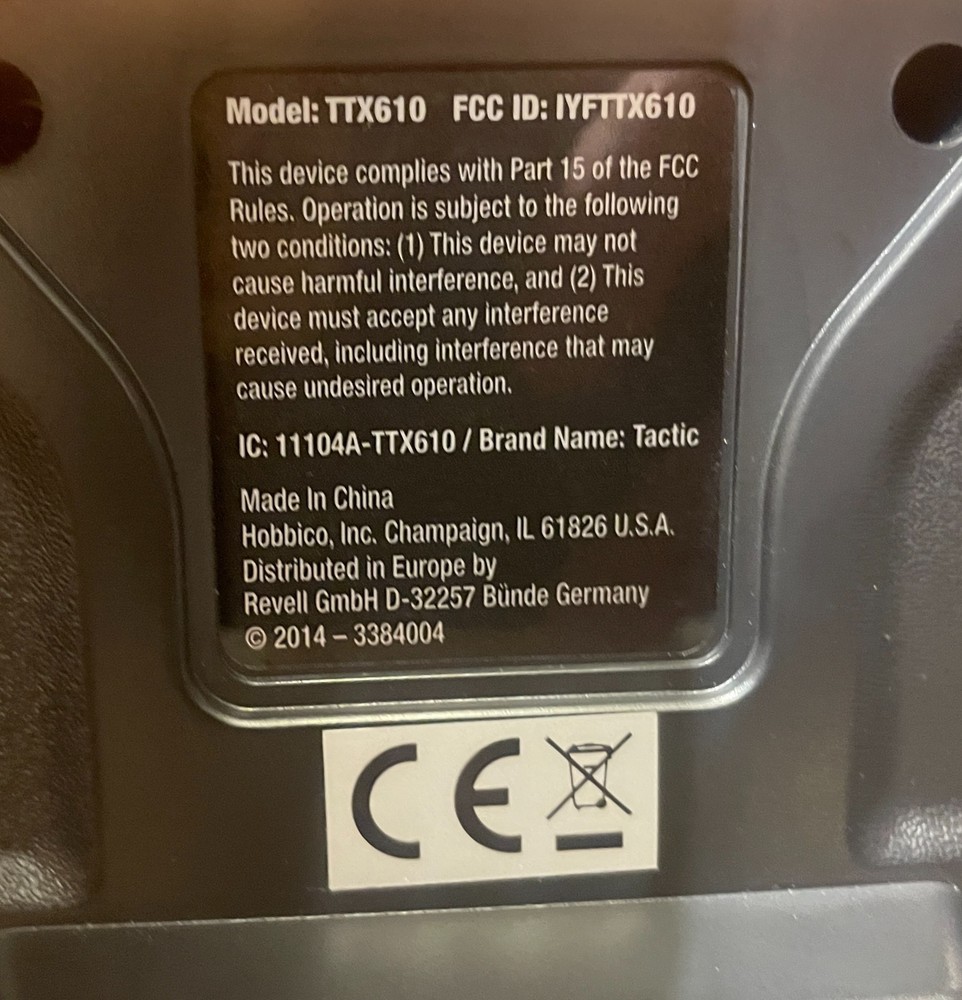 Model: TTX610 FCC ID: IYFTTX610
This device complies with Part 15 of the FCC
Rules. Operation is subject to the following
two conditions: (1) This device may not
cause harmful interference, and (2) This
device must accept any interference
received, including interference that may
cause undesired operation.
IC: 11104A-TTX610 / Brand Name: Tactic
Made In China
Hobbico, Inc. Champaign, IL 61826 U.S.A.
Distributed in Europe by
Revell GmbH D-32257 Bünde Germany
© 2014 – 3384004
CE